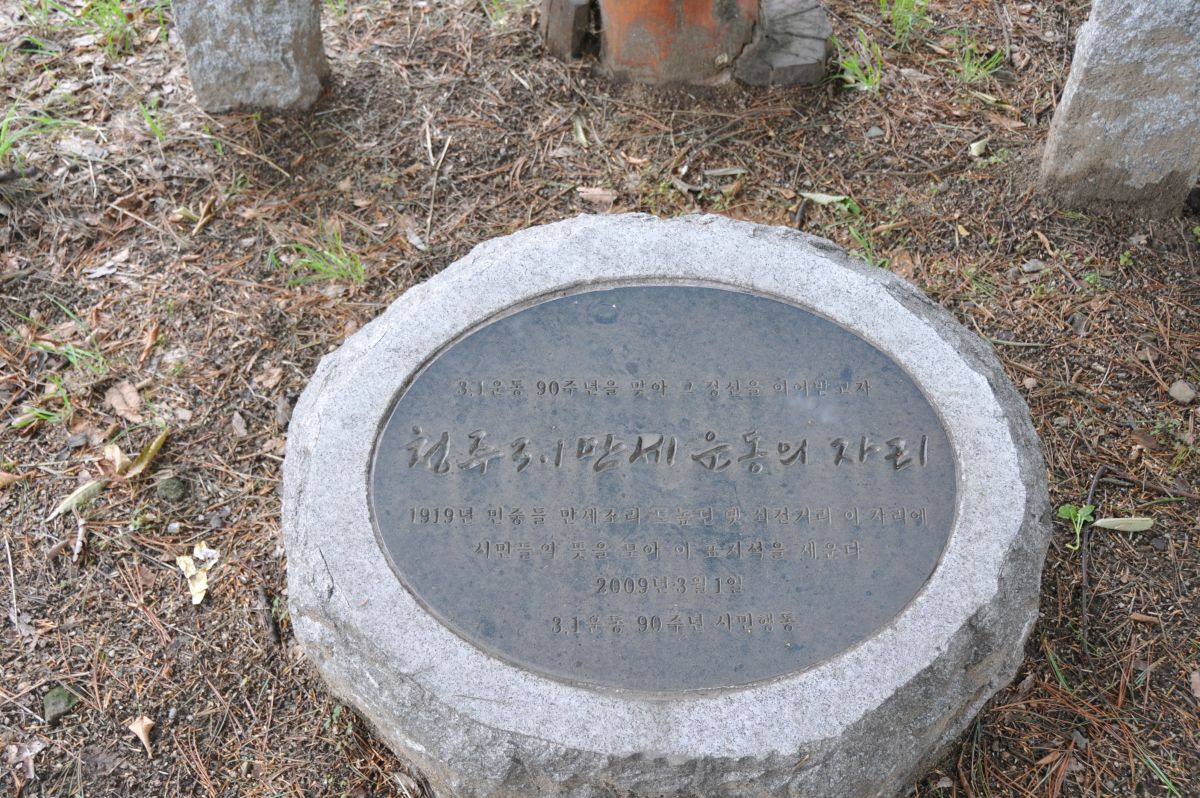 3.1운동 90주년을 맞아 그 정신을 이어받고자
청주 3.1만세 운동의 자리
1919년 민중들 만세소리 드높던 옛 쇠전거리 이 자리에
시민들의 뜻을 모아 이 표지석을 세운다
2009년 3월 1일
3.1운동 90주년 시민행동